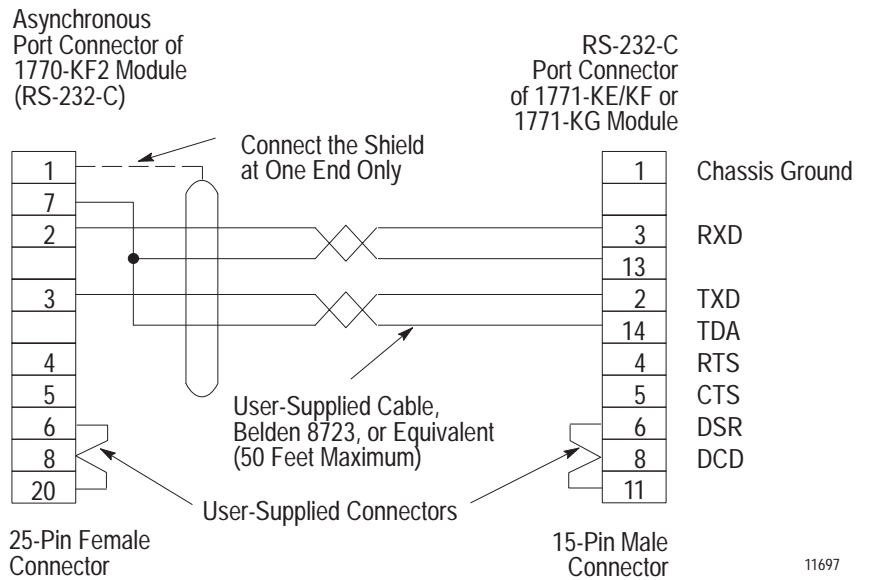 Asynchronous
Port Connector of
1770-KF2 Module
(RS-232-C)
RS-232-C
Port Connector
of 1771-KE/KF or
1771-KG Module
Connect the Shield
at One End Only
1
7
2
3
4
5
6
8
20
1 Chassis Ground
3 RXD
13
2 TXD
14 TDA
4 RTS
5 CTS
6 DSR
8 DCD
11
User-Supplied Cable,
Belden 8723, or Equivalent
(50 Feet Maximum)
User-Supplied Connectors
25-Pin Female
Connector
15-Pin Male
Connector
11697